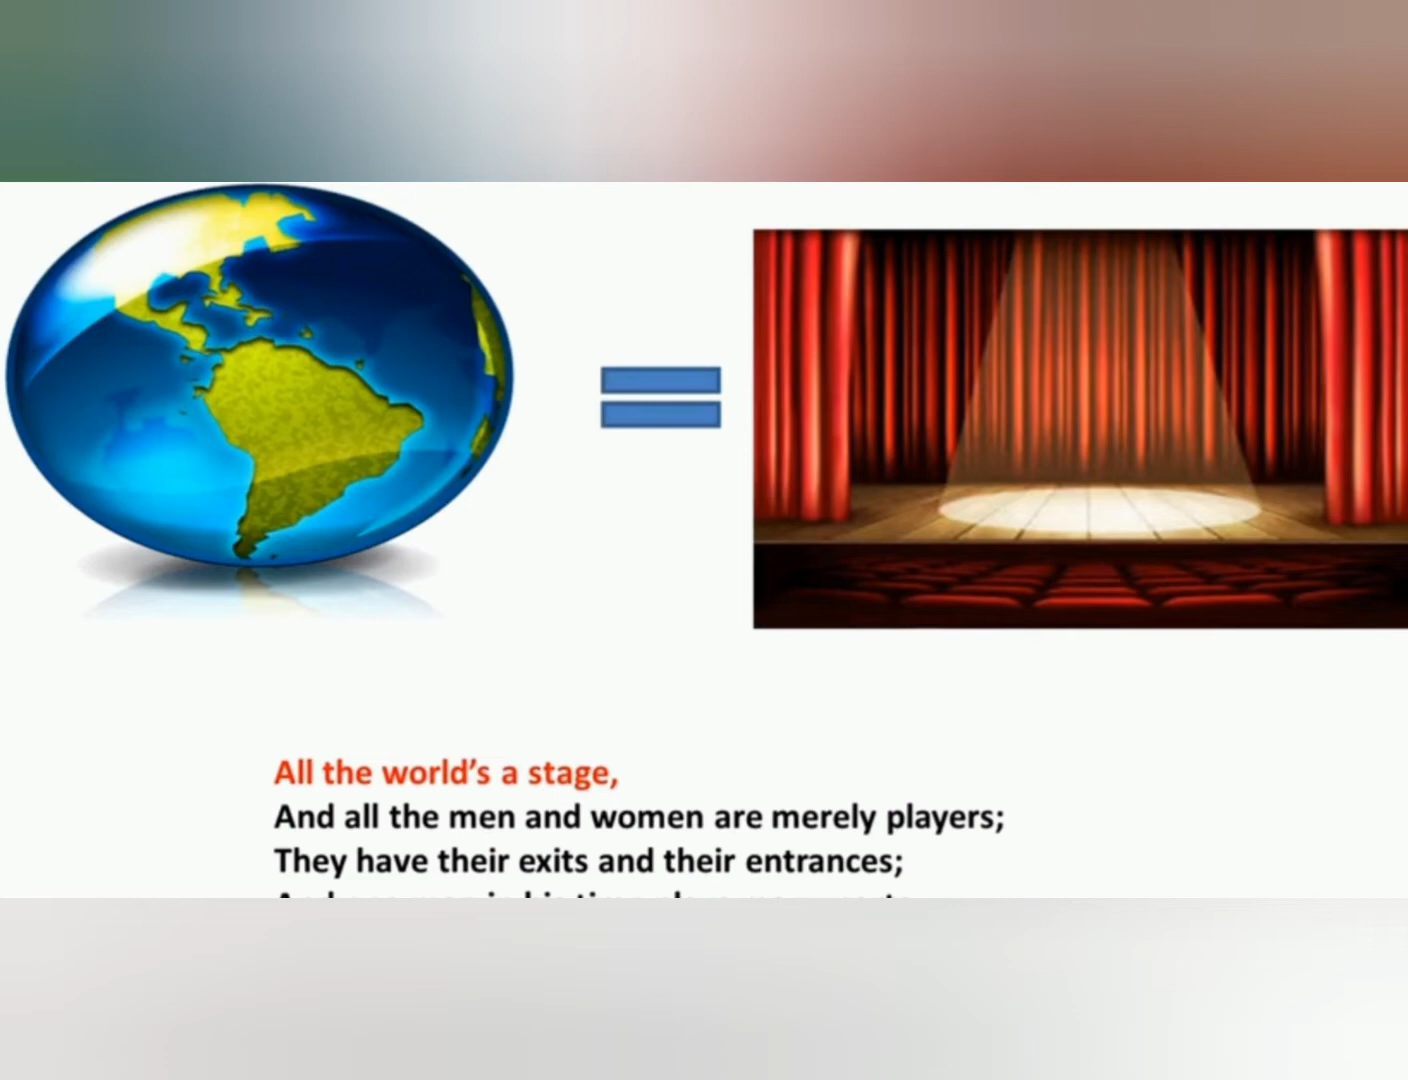 All the world’s a stage,
And all the men and women are merely players;
They have their exits and their entrances;